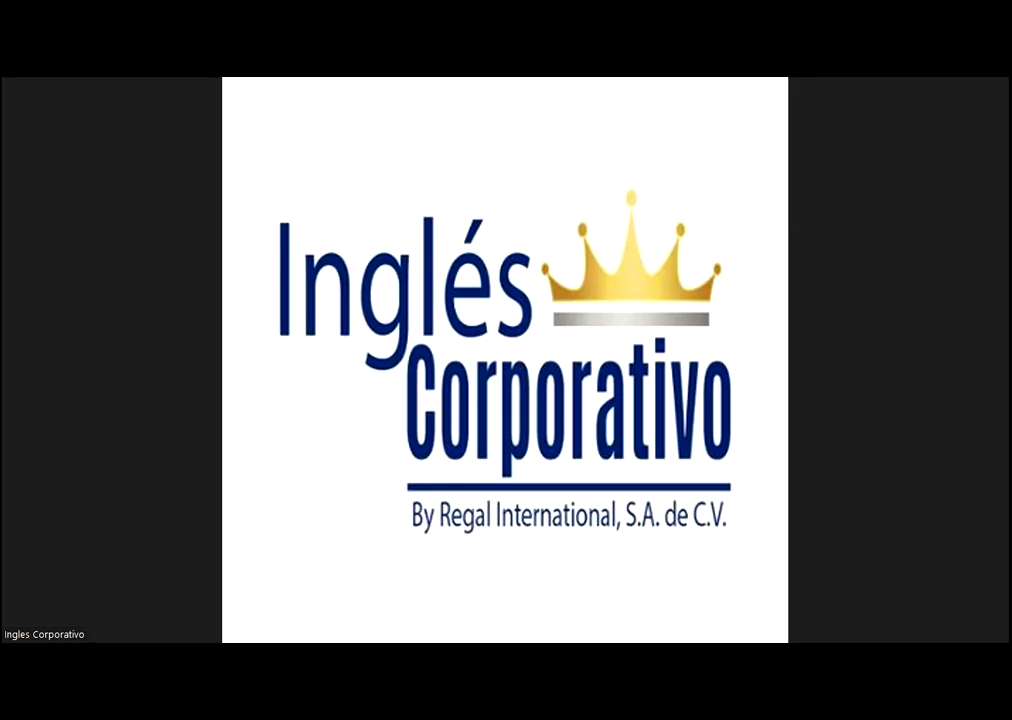 Inglés
Corporativo
By Regal International, S.A. de C.V.
Ingles Corporativo